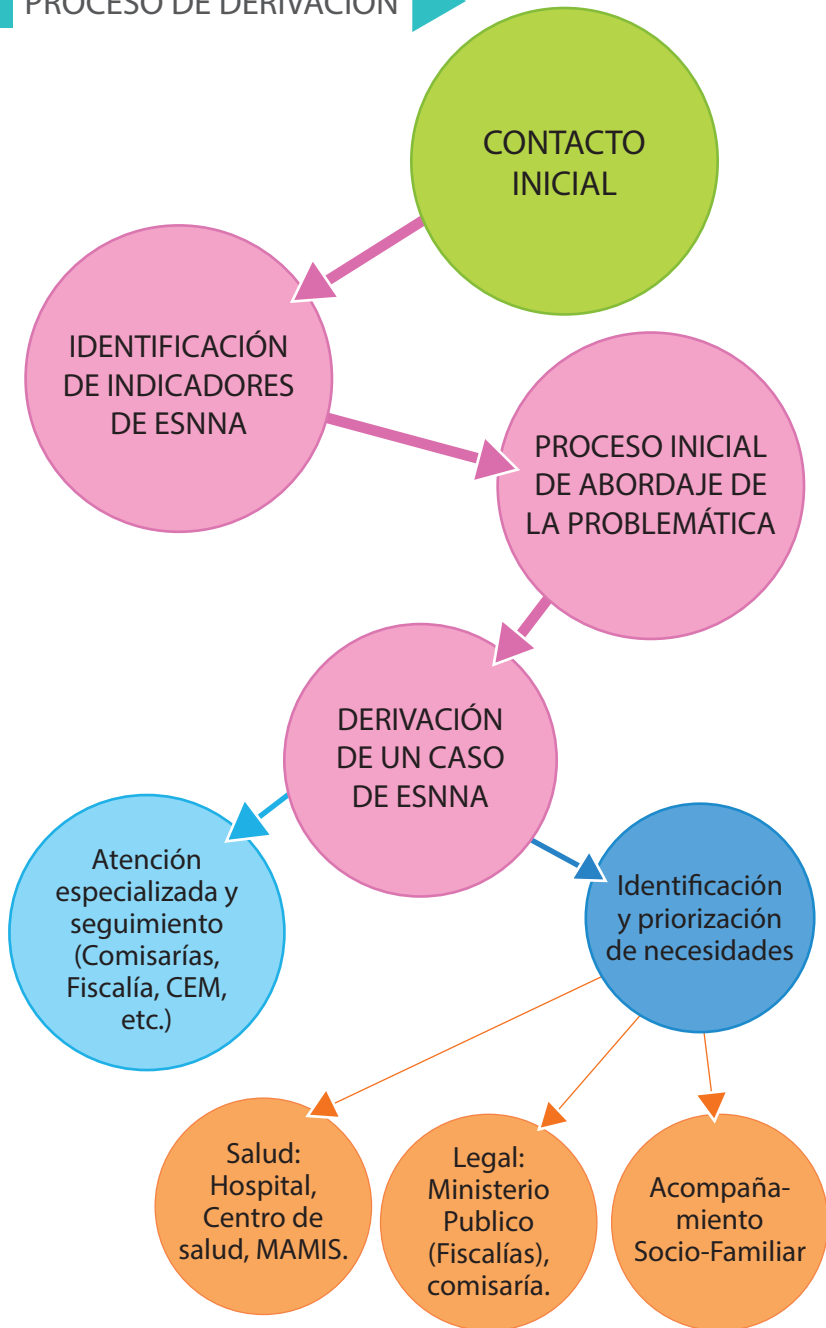 PROCESO DE DERIVACIÓN
CONTACTO
INICIAL
IDENTIFICACIÓN
DE INDICADORES
DE ESNNA
PROCESO INICIAL
DE ABORDAJE DE
LA PROBLEMÁTICA
DERIVACIÓN
DE UN CASO
DE ESNNA
Atención
especializada y
seguimiento
(Comisarías,
Fiscalía, CEM,
etc.)
Identificación
y priorización
de necesidades
Salud:
Hospital,
Centro de
salud, MAMIS.
Legal:
Ministerio
Publico
(Fiscalías),
comisaría.
Acompaña-
miento
Socio-Familiar